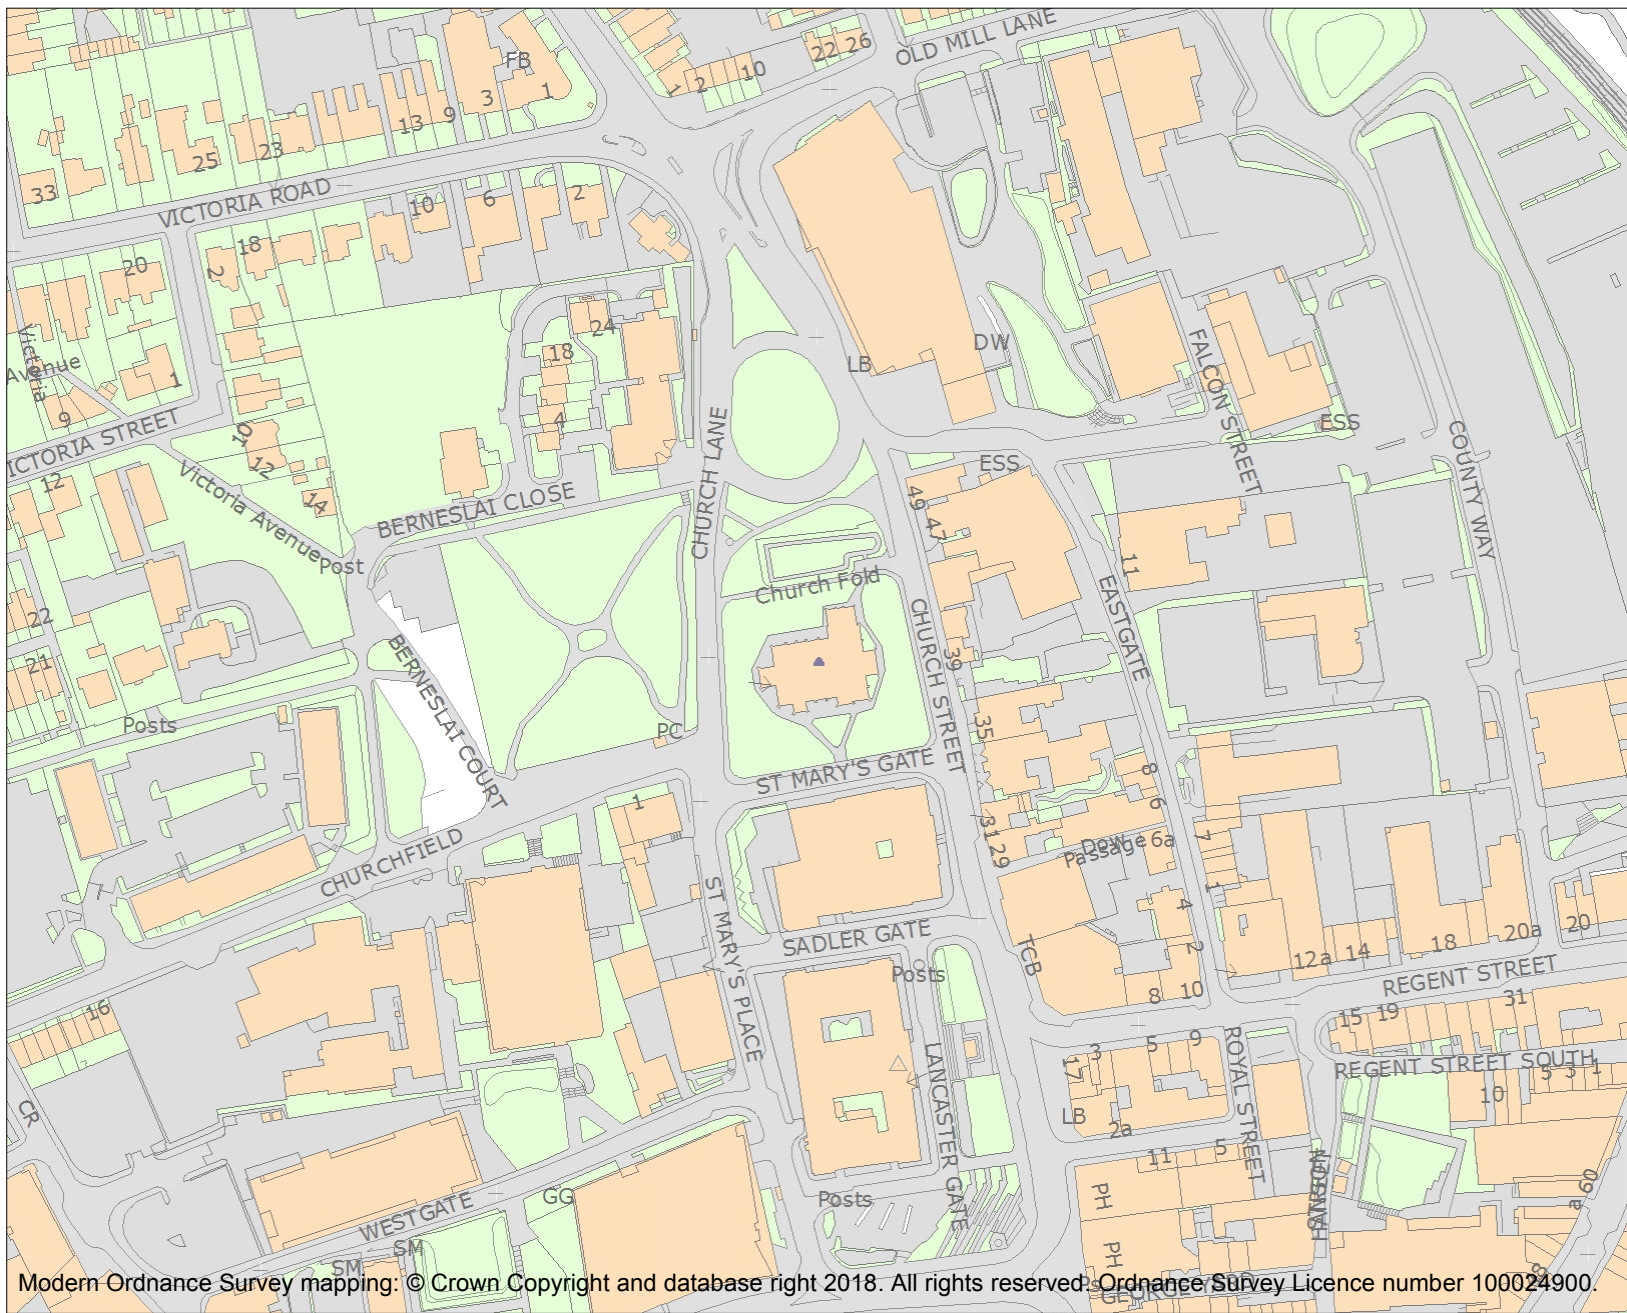 OLD MILL LANE
22 26
FB
10
2
1
3
1
9
13
23
25
33
VICTORIA ROAD
2
6
10
18
2
20
24
18
4
LB
DW
Victoria
Avenue
1
9
VICTORIA STREET
10
12
12
14
Victoria Avenue
Post
BERNESLAI CLOSE
CHURCH LANE
FALCON STREET
ESS
ESS
COUNTY WAY
49 47
11
Church Fold
EASTGATE
CHURCH STREET
39
22
21
BERNESLAI COURT
Posts
PC
35
ST MARY'S GATE
8
6
1
31 29
Passage 6a
7
1
CHURCHFIELD
ST MARY'S PLACE
4
2
SADLER GATE
TCB
Posts
8 10
12a 14
18
20a
20
REGENT STREET
16
15 19
31
3
5
9
17
LB
2a
ROYAL STREET
REGENT STREET SOUTH
10
5 3 1
CR
LANCASTER GATE
11
5
PH
PH
Posts
GG
WESTGATE
SM
SM
a 60
Modern Ordnance Survey mapping: © Crown Copyright and database right 2018. All rights reserved. Ordnance Survey Licence number 100024900.